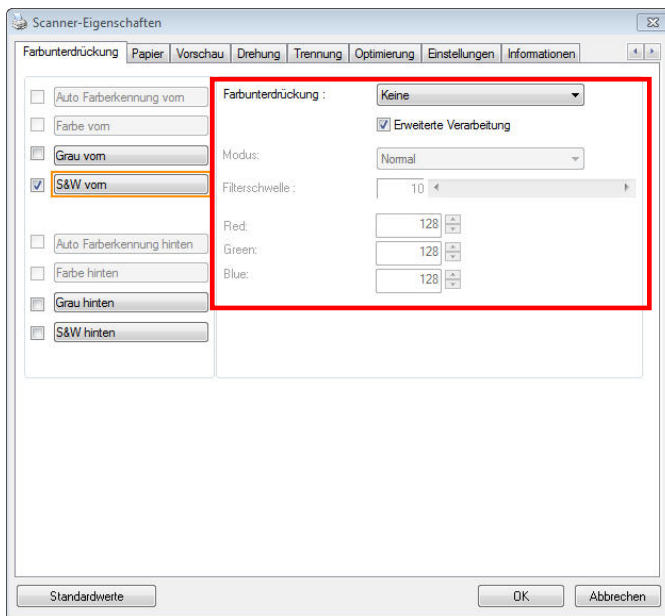 Scanner-Eigenschaften
Farbunterdrückung Papier Vorschau Drehung Trennung Optimierung Einstellungen Informationen
Auto Farberkennung vorn
Farbe vorn
Grau vorn
S&W vorn
Auto Farberkennung hinten
Farbe hinten
Grau hinten
S&W hinten
Farbunterdrückung : Keine
Erweiterte Verarbeitung
Modus: Normal
Filterschwelle : 10
Red: 128
Green: 128
Blue: 128
Standardwerte OK Abbrechen